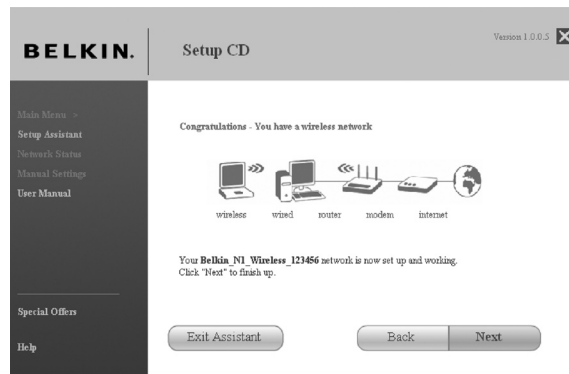 BELKIN.
Setup CD
Version 1.0.0.5
Main Menu >
Setup Assistant
Network Status
Manual Settings
User Manual
Special Offers
Help
Congratulations - You have a wireless network
wireless wired router modem internet
Your Belkin_N1_Wireless_123456 network is now set up and working.
Click "Next" to finish up.
Exit Assistant
Back
Next